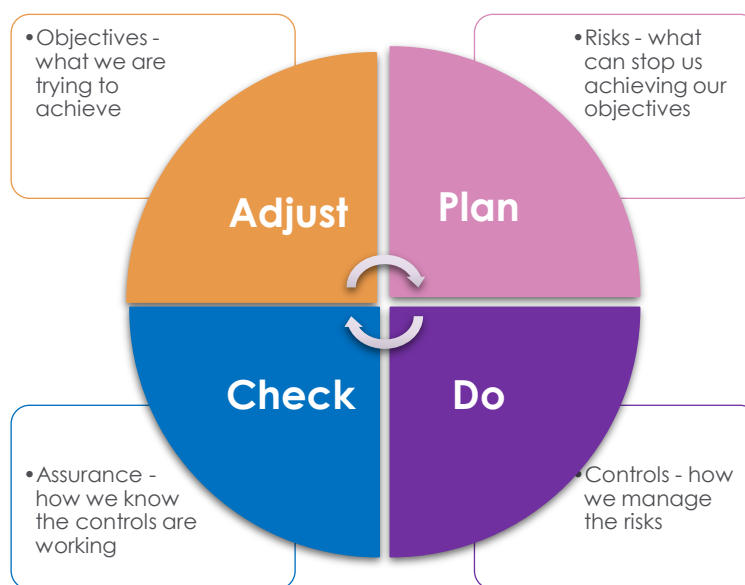 •Objectives -
what we are
trying to
achieve
•Risks - what
can stop us
achieving our
objectives
Adjust
Plan
Check
Do
•Assurance -
how we know
the controls are
working
•Controls - how
we manage
the risks